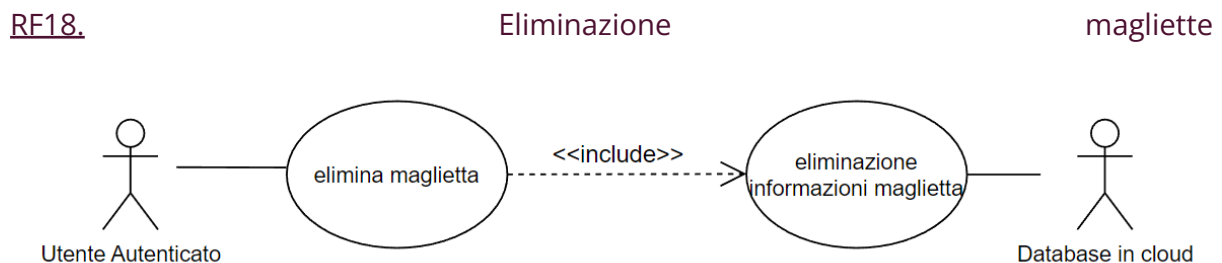 RF18. Eliminazione magliette
<<include>>
elimina maglietta
eliminazione
informazioni maglietta
Utente Autenticato
Database in cloud